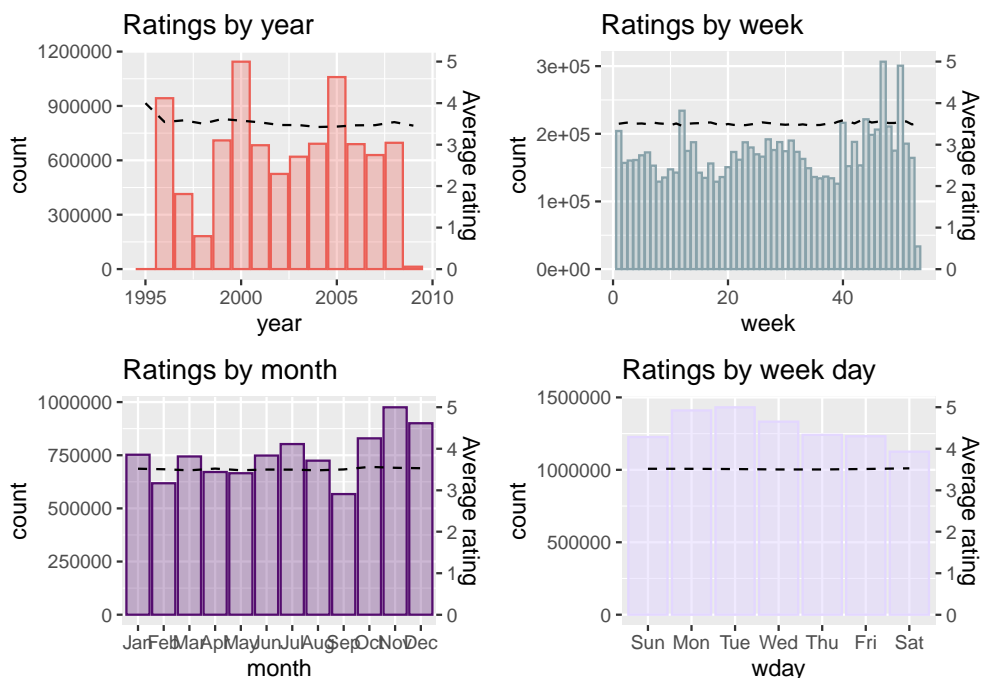 Ratings by year
1200000
900000
600000
300000
0
count
5
4
3
2
1
0
Average rating
1995 2000 2005 2010
year
Ratings by week
3e+05
2e+05
1e+05
0e+00
count
5
4
3
2
1
0
Average rating
0 20 40
week
Ratings by month
1000000
750000
500000
250000
0
count
5
4
3
2
1
0
Average rating
Jan Feb Mar Apr May Jun Jul Aug Sep Oct Nov Dec
month
Ratings by week day
1500000
1000000
500000
0
count
5
4
3
2
1
0
Average rating
Sun Mon Tue Wed Thu Fri Sat
wday